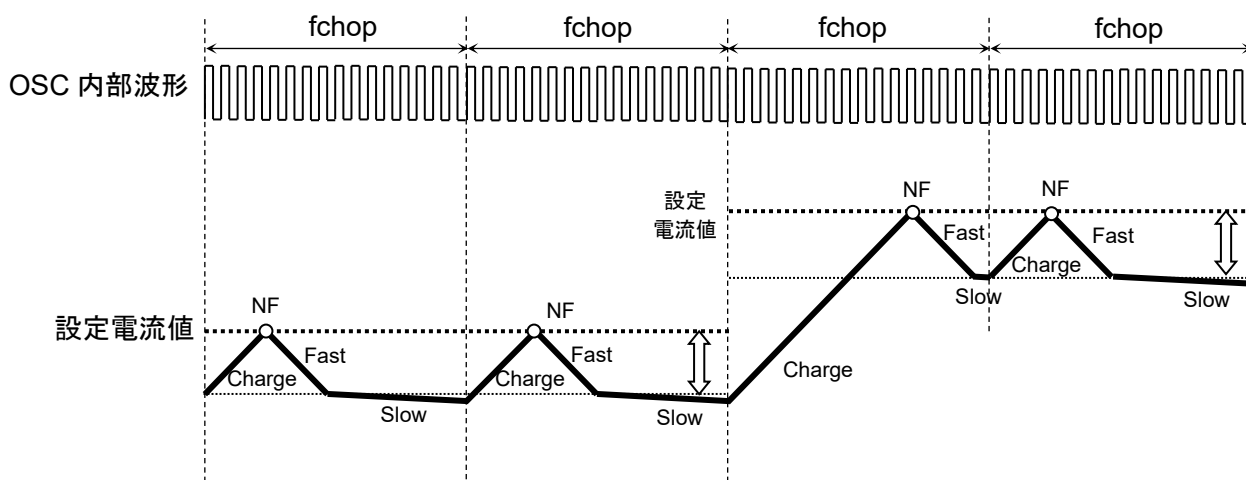 fchop fchop fchop fchop
OSC 内部波形
設定
電流値
NF NF
Fast Fast
Charge
Slow Slow
設定電流値
NF NF
Fast Fast
Charge Charge Charge
Slow Slow